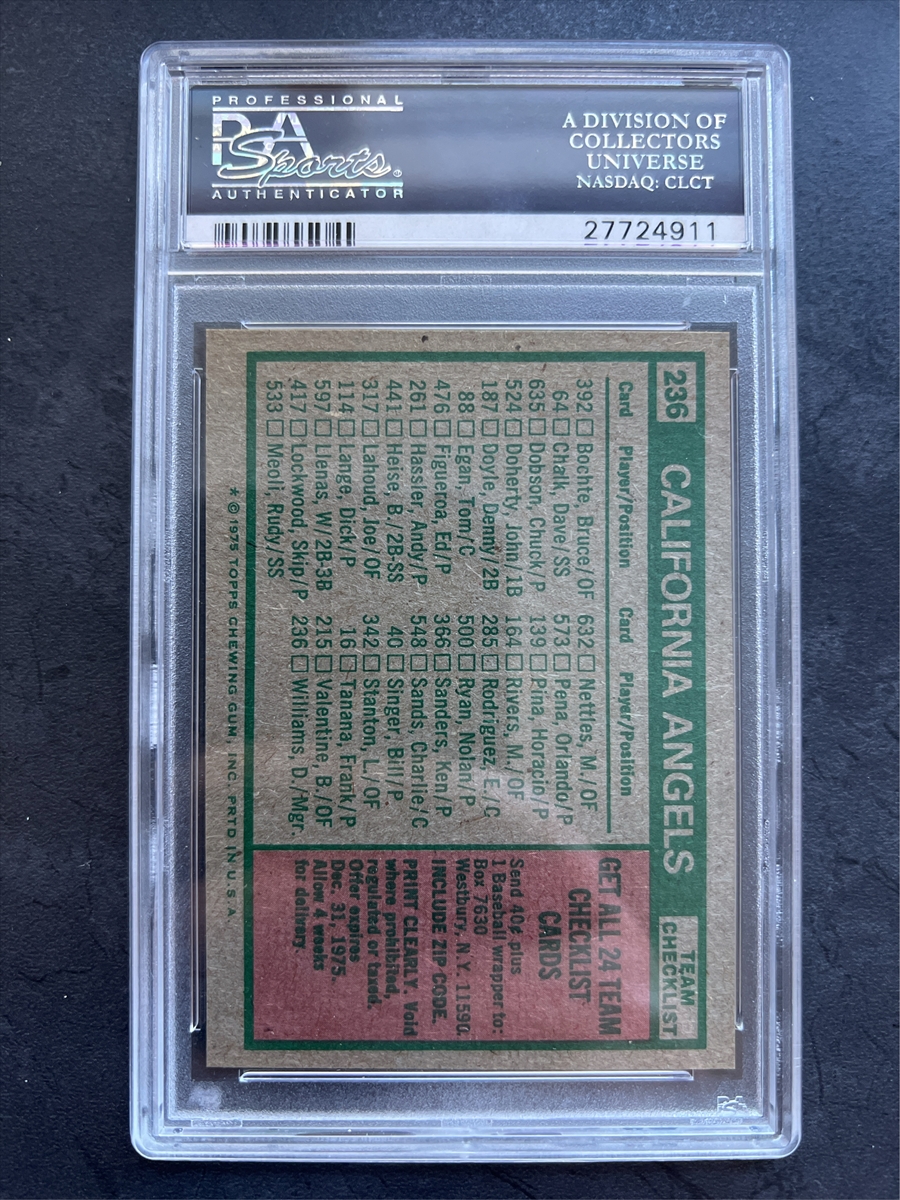 PROFESSIONAL
PSA
Sports®
AUTHENTICATOR
A DIVISION OF
COLLECTORS
UNIVERSE
NASDAQ: CLCT
27724911
236 CALIFORNIA ANGELS
TEAM
CHECKLIST
Card Player/Position Card Player/Position
392 □ Bochte, Bruce/OF 632 □ Nettles, M./OF
64 □ Chalk, Dave/SS 573 □ Pena, Orlando/P
635 □ Dobson, Chuck/P 139 □ Pina, Horacio/P
524 □ Doherty, John/1B 164 □ Rivers, M./OF
187 □ Doyle, Denny/2B 285 □ Rodriguez, E./C
88 □ Egan, Tom/C 500 □ Ryan, Nolan/P
476 □ Figueroa, Ed/P 366 □ Sanders, Ken/P
261 □ Hassler, Andy/P 548 □ Sands, Charlie/C
441 □ Heise, B./2B-SS 40 □ Singer, Bill/P.
317 □ Lahoud, Joe/OF 342 □ Stanton, L./OF
114 □ Lange, Dick/P 16 □ Tanana, Frank/P
597 □ Llenas, W/2B-3B 215 □ Valentine, B./OF
417 □ Lockwood, Skip/P 236 □ Williams, D./Mgr.
533 □ Meoli, Rudy/SS
GET ALL 24 TEAM
CHECKLIST
CARDS
Send 40¢ plus
1 Baseball wrapper to:
Box 7630
Westbury, N.Y. 11590.
INCLUDE ZIP CODE.
PRINT CLEARLY. Void
where prohibited,
regulated or taxed.
Offer expires
Dec. 31, 1975.
Allow 4 weeks
for delivery.
* © 1975 TOPPS CHEWING GUM, INC. PRTD IN U.S.A.
PSA